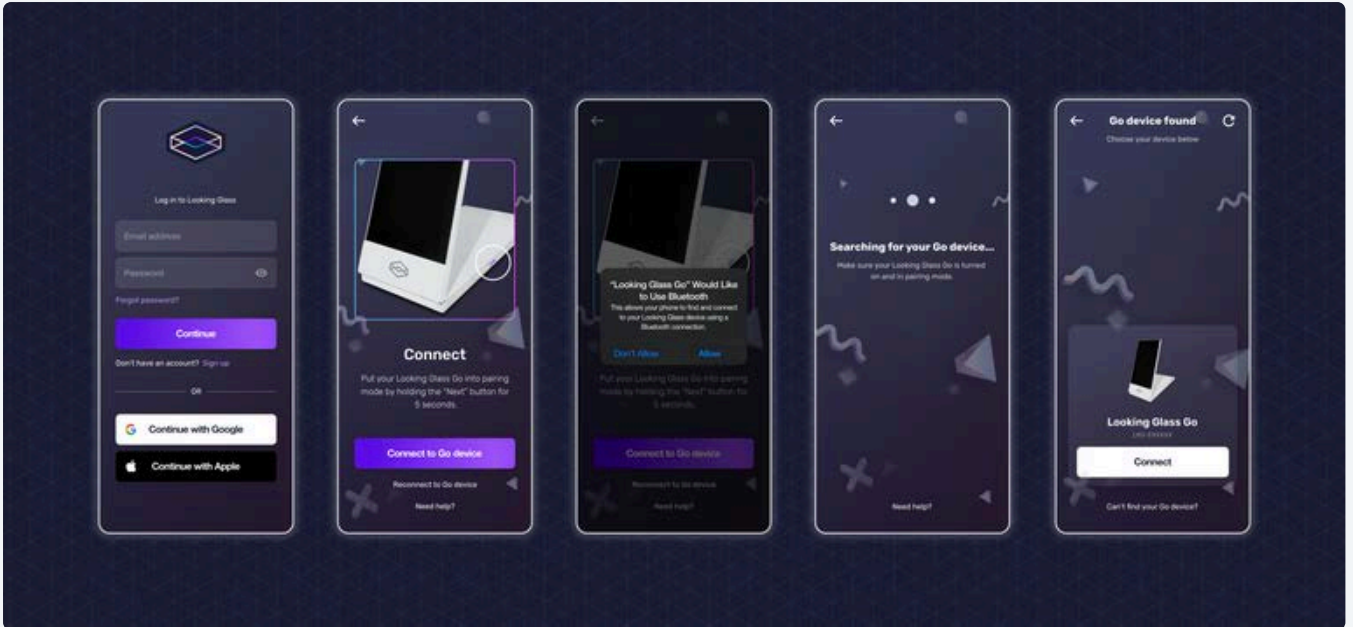 Log in to Looking Glass
Email address
Password
Forgot password?
Continue
Don't have an account? Sign up
OR
Continue with Google
Continue with Apple
Connect
Put your Looking Glass Go into pairing
mode by holding the "Next" button for
5 seconds.
Connect to Go device
Reconnect to Go device
Need help?
"Looking Glass Go" Would Like
to Use Bluetooth
This allows your phone to find and connect
to your Looking Glass device using a
Bluetooth connection.
Don't Allow
Allow
Put your Looking Glass Go into pairing
mode by holding the "Next" button for
5 seconds.
Connect to Go device
Reconnect to Go device
Need help?
Searching for your Go device...
Make sure your Looking Glass Go is turned
on and in pairing mode.
Need help?
Go device found
Choose your device below
Looking Glass Go
Connect
Can't find your Go device?